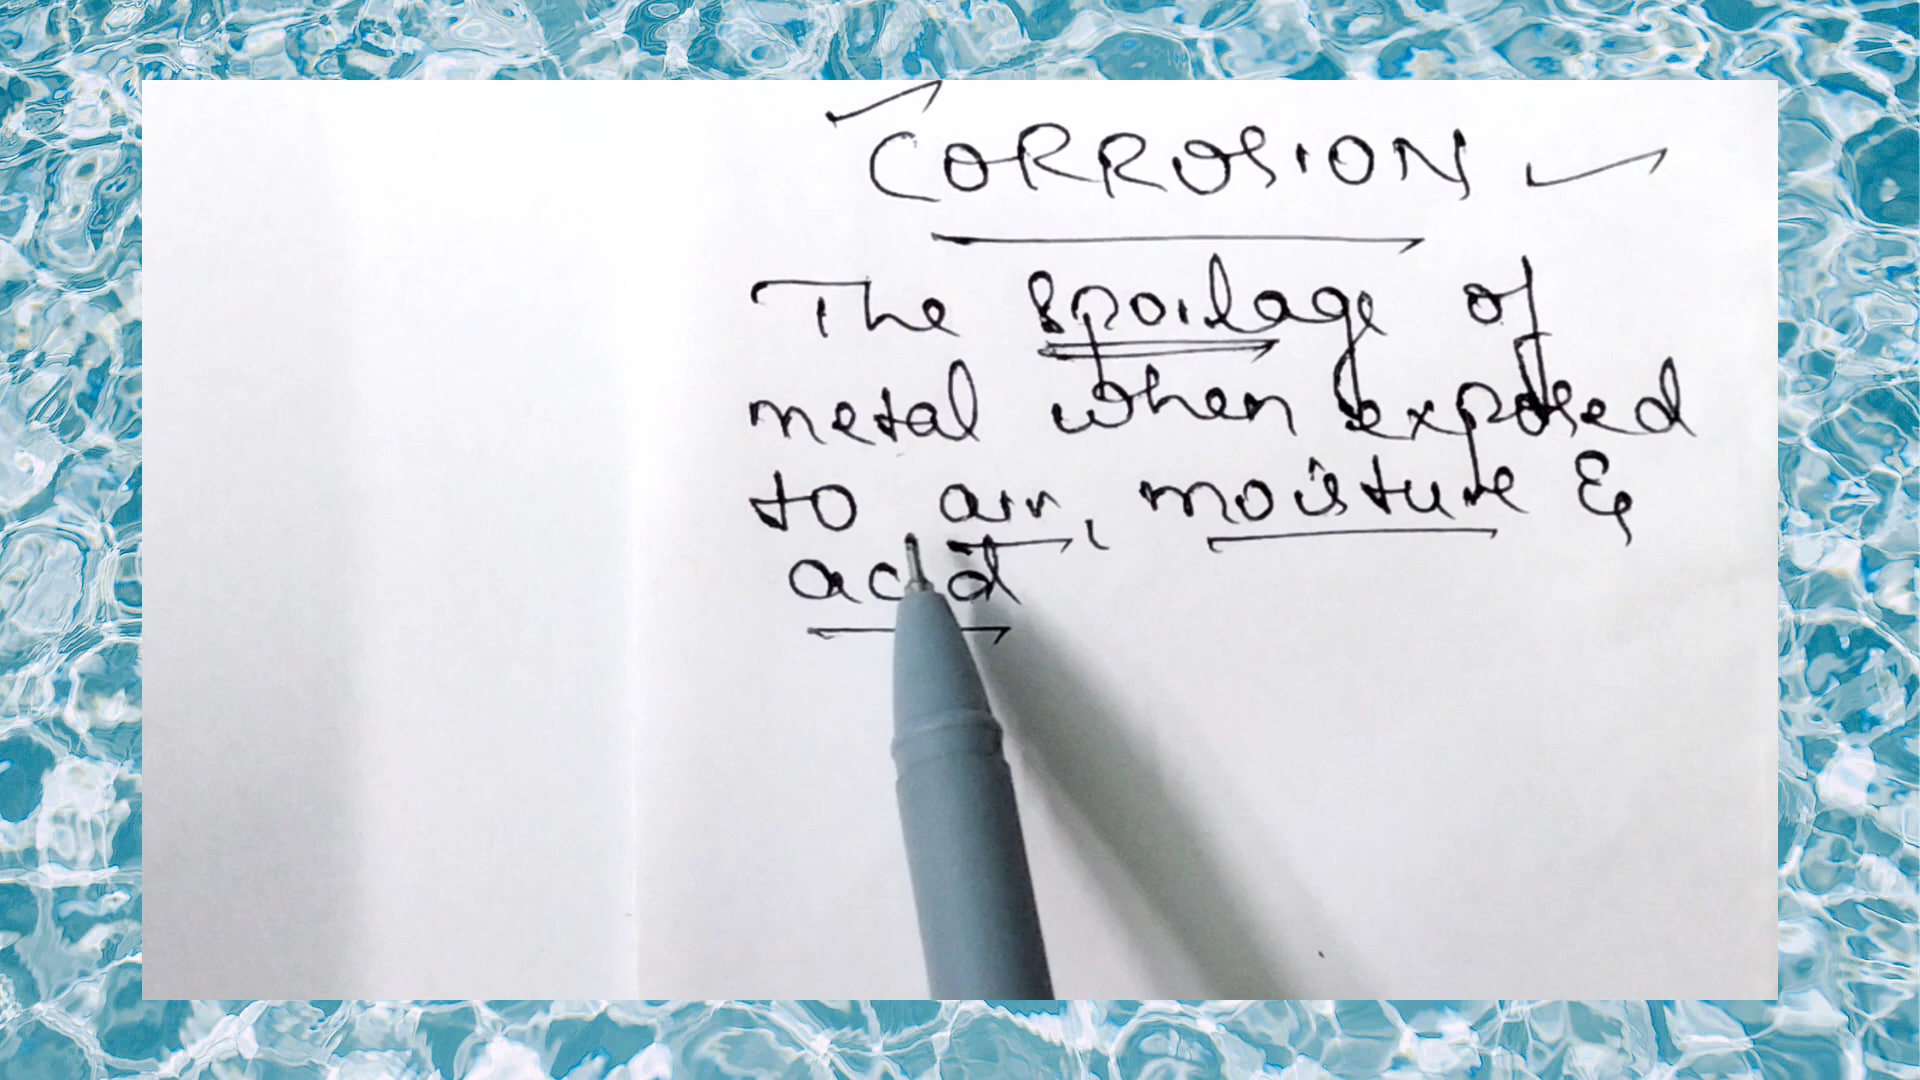 CORROSION
The spoilage of
metal when exposed
to air, moisture &
acid